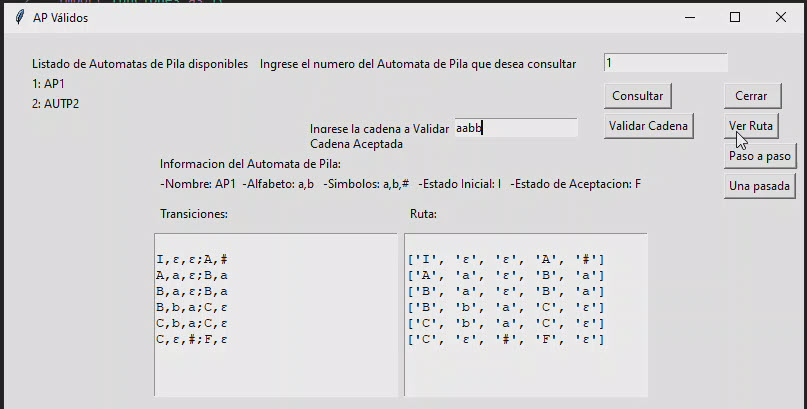 AP Válidos
Listado de Automatas de Pila disponibles Ingrese el numero del Automata de Pila que desea consultar 1
1: AP1
2: AUTP2
Consultar Cerrar
Ingrese la cadena a Validar aabb Validar Cadena Ver Ruta
Cadena Aceptada
Paso a paso
Informacion del Automata de Pila:
-Nombre: AP1 -Alfabeto: a,b -Simbolos: a,b,# -Estado Inicial: I -Estado de Aceptacion: F Una pasada
Transiciones: Ruta:
I,ε,ε;A,# ['I', 'ε', 'ε', 'A', '#']
A,a,ε;B,a ['A', 'a', 'ε', 'B', 'a']
B,a,ε;B,a ['B', 'a', 'ε', 'B', 'a']
B,b,a;C,ε ['B', 'b', 'a', 'C', 'ε']
C,b,a;C,ε ['C', 'b', 'a', 'C', 'ε']
C,ε,#;F,ε ['C', 'ε', '#', 'F', 'ε']